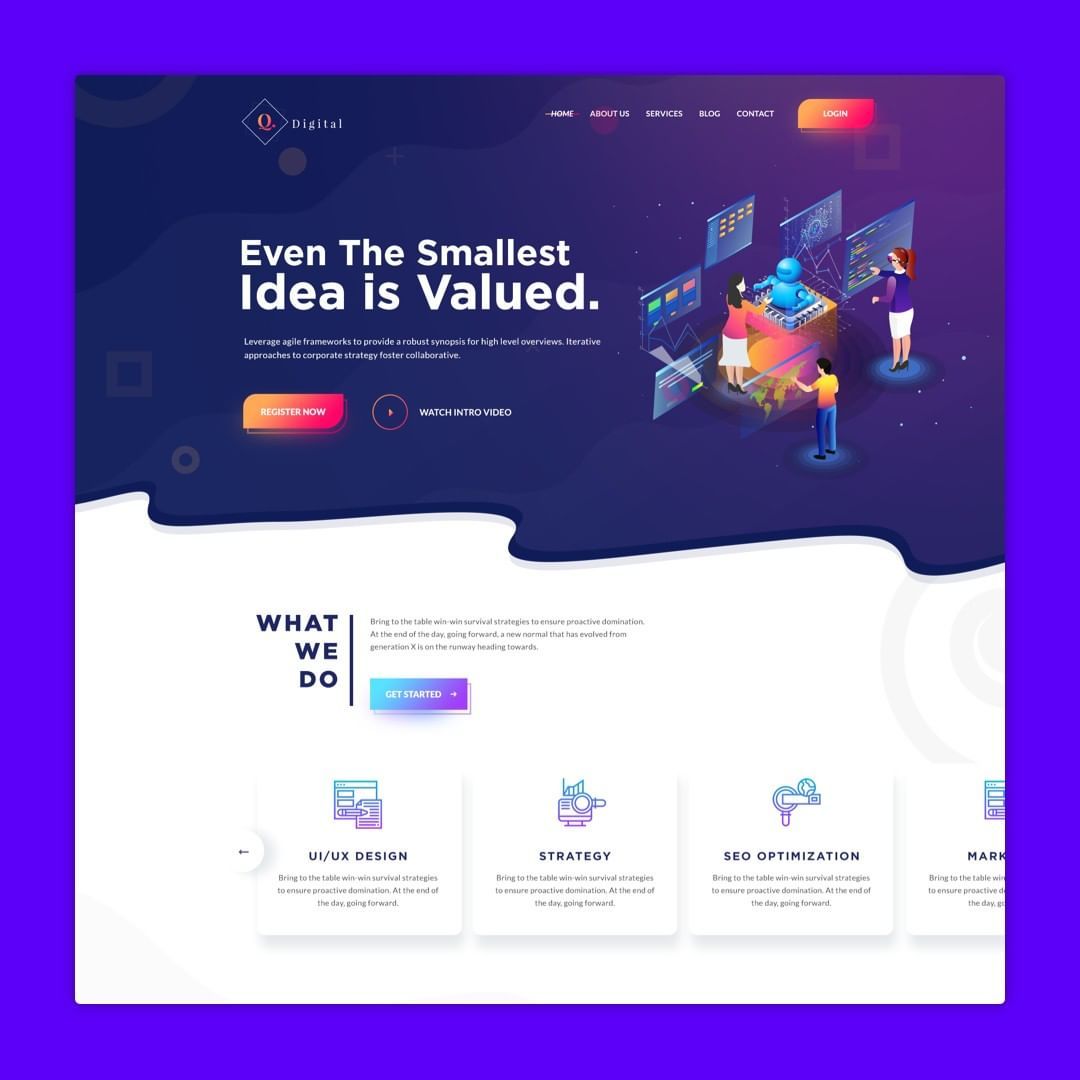 Q. Digital
HOME ABOUT US SERVICES BLOG CONTACT LOGIN
Even The Smallest
Idea is Valued.
Leverage agile frameworks to provide a robust synopsis for high level overviews. Iterative
approaches to corporate strategy foster collaborative.
REGISTER NOW
WATCH INTRO VIDEO
WHAT
WE
DO
Bring to the table win-win survival strategies to ensure proactive domination.
At the end of the day, going forward, a new normal that has evolved from
generation X is on the runway heading towards.
GET STARTED
UI/UX DESIGN
Bring to the table win-win survival strategies
to ensure proactive domination. At the end of
the day, going forward.
STRATEGY
Bring to the table win-win survival strategies
to ensure proactive domination. At the end of
the day, going forward.
SEO OPTIMIZATION
Bring to the table win-win survival strategies
to ensure proactive domination. At the end of
the day, going forward.
MARK
Bring to the table w
to ensure proactive d
the day, go